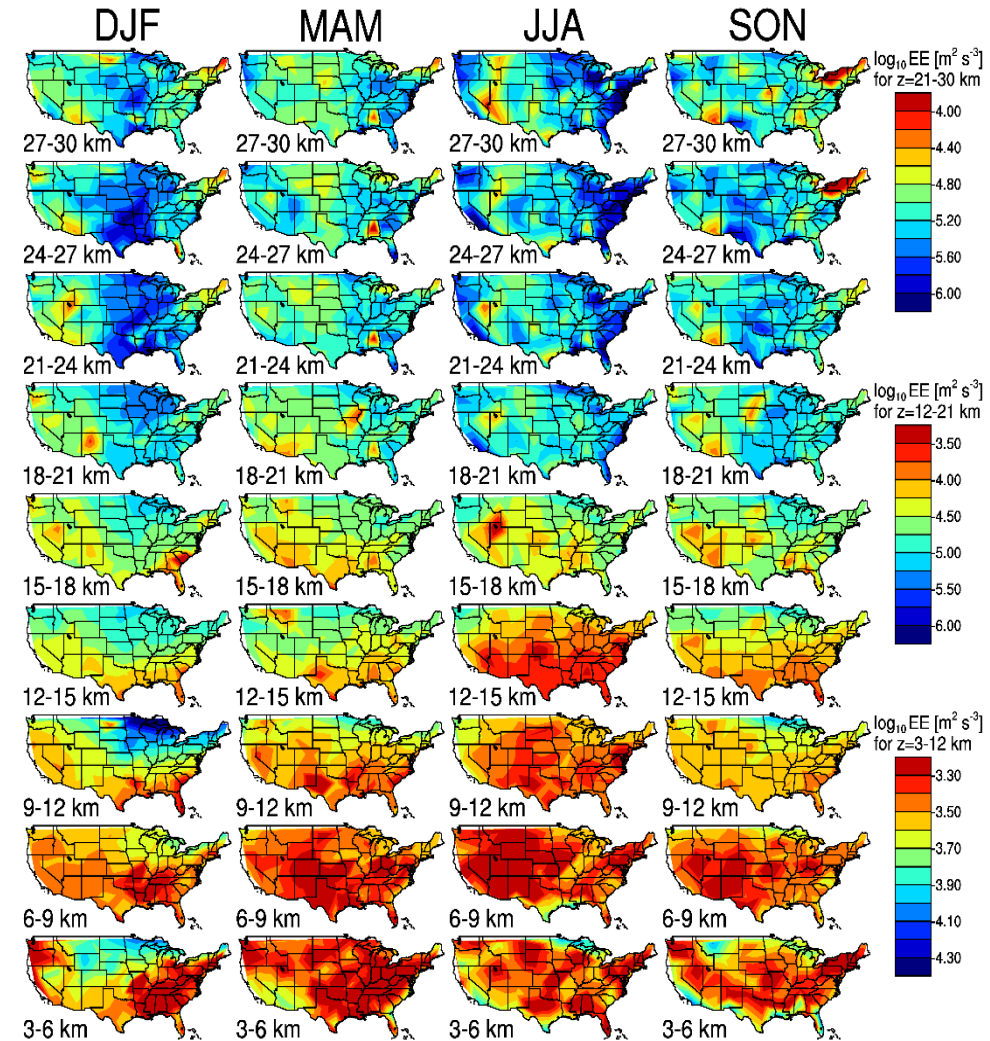 DJF MAM JJA SON
log₁₀ EE [m² s⁻³]
for z=21-30 km
-4.00
-4.40
-4.80
-5.20
-5.60
-6.00
27-30 km 27-30 km 27-30 km 27-30 km
24-27 km 24-27 km 24-27 km 24-27 km
21-24 km 21-24 km 21-24 km 21-24 km
log₁₀ EE [m² s⁻³]
for z=12-21 km
-3.50
-4.00
-4.50
-5.00
-5.50
-6.00
18-21 km 18-21 km 18-21 km 18-21 km
15-18 km 15-18 km 15-18 km 15-18 km
12-15 km 12-15 km 12-15 km 12-15 km
log₁₀ EE [m² s⁻³]
for z=3-12 km
-3.30
-3.50
-3.70
-3.90
-4.10
-4.30
9-12 km 9-12 km 9-12 km 9-12 km
6-9 km 6-9 km 6-9 km 6-9 km
3-6 km 3-6 km 3-6 km 3-6 km